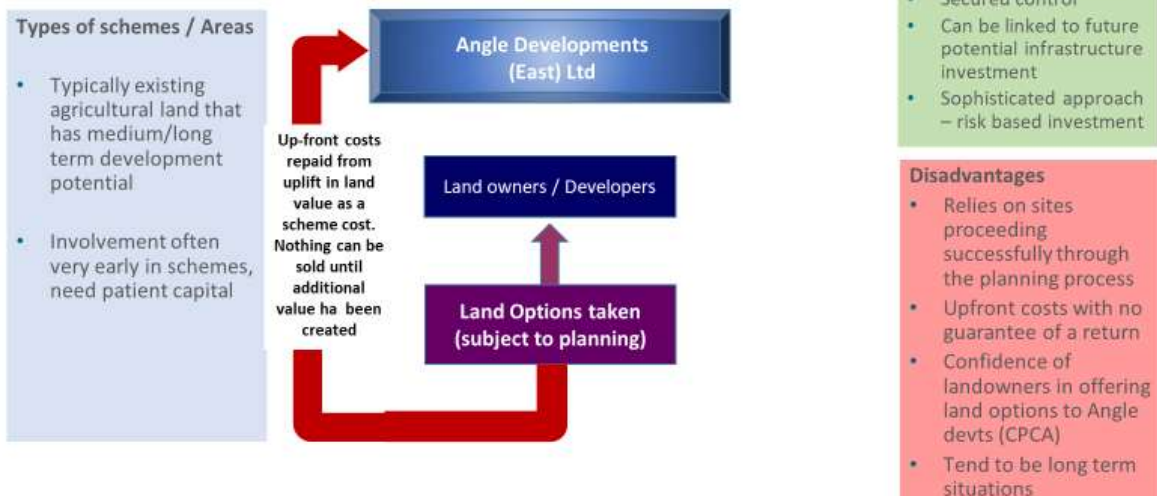 Types of schemes / Areas
• Typically existing
agricultural land that
has medium/long
term development
potential
• Involvement often
very early in schemes,
need patient capital
Up-front costs
repaid from
uplift in land
value as a
scheme cost.
Nothing can be
sold until
additional
value ha been
created
Angle Developments
(East) Ltd
Land owners / Developers
Land Options taken
(subject to planning)
• Secured control
• Can be linked to future
potential infrastructure
investment
• Sophisticated approach
– risk based investment
Disadvantages
• Relies on sites
proceeding
successfully through
the planning process
• Upfront costs with no
guarantee of a return
• Confidence of
landowners in offering
land options to Angle
devts (CPCA)
• Tend to be long term
situations